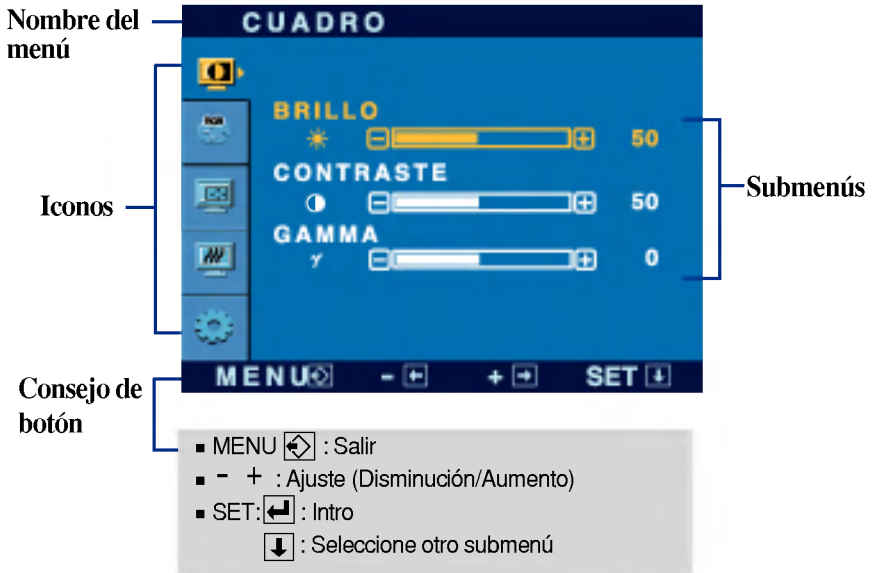 Nombre del
menú
CUADRO
RGB
BRILLO
50
CONTRASTE
50
GAMMA
γ
0
Iconos
Submenús
MENU - + SET
Consejo de
botón
▪ MENU : Salir
▪ - + : Ajuste (Disminución/Aumento)
▪ SET: : Intro
: Seleccione otro submenú